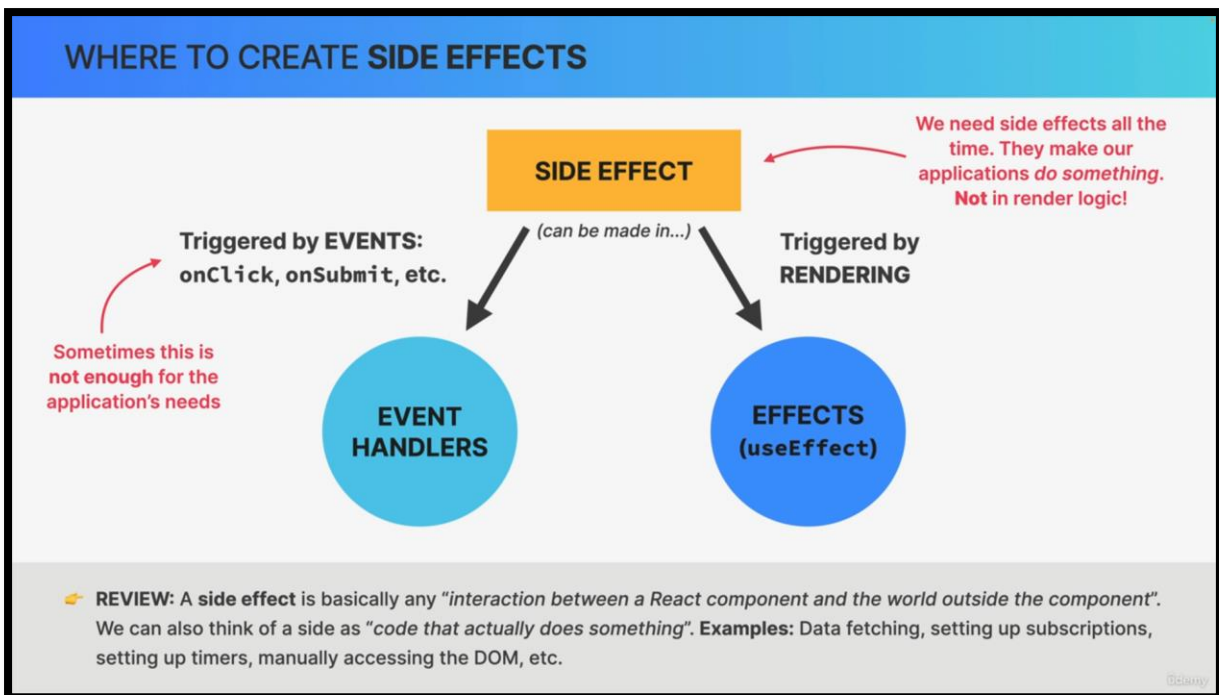 WHERE TO CREATE SIDE EFFECTS
We need side effects all the
time. They make our
applications do something.
Not in render logic!
SIDE EFFECT
(can be made in...)
Triggered by EVENTS:
onClick, onSubmit, etc.
Triggered by
RENDERING
Sometimes this is
not enough for the
application's needs
EVENT
HANDLERS
EFFECTS
(useEffect)
👉 REVIEW: A side effect is basically any "interaction between a React component and the world outside the component".
We can also think of a side as "code that actually does something". Examples: Data fetching, setting up subscriptions,
setting up timers, manually accessing the DOM, etc.
Udemy